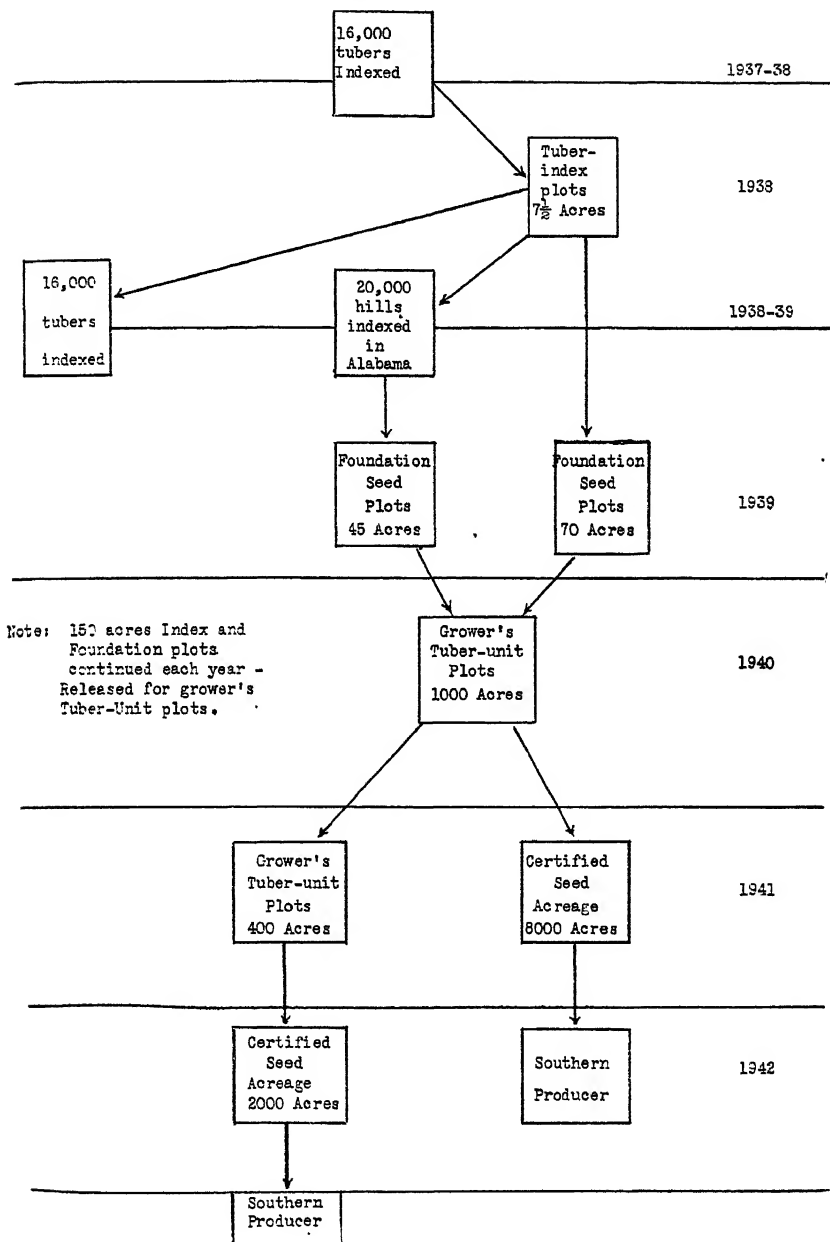 16,000
tubers
Indexed
1937-38
Tuber-
index
plots
7½ Acres
1938
16,000
tubers
indexed
20,000
hills
indexed
in
Alabama
1938-39
Foundation
Seed
Plots
45 Acres
Foundation
Seed
Plots
70 Acres
1939
Note: 150 acres Index and
Foundation plots
continued each year -
Released for grower's
Tuber-Unit plots.
Grower's
Tuber-unit
Plots
1000 Acres
1940
Grower's
Tuber-unit
Plots
400 Acres
Certified
Seed
Acreage
8000 Acres
1941
Certified
Seed
Acreage
2000 Acres
Southern
Producer
1942
Southern
Producer